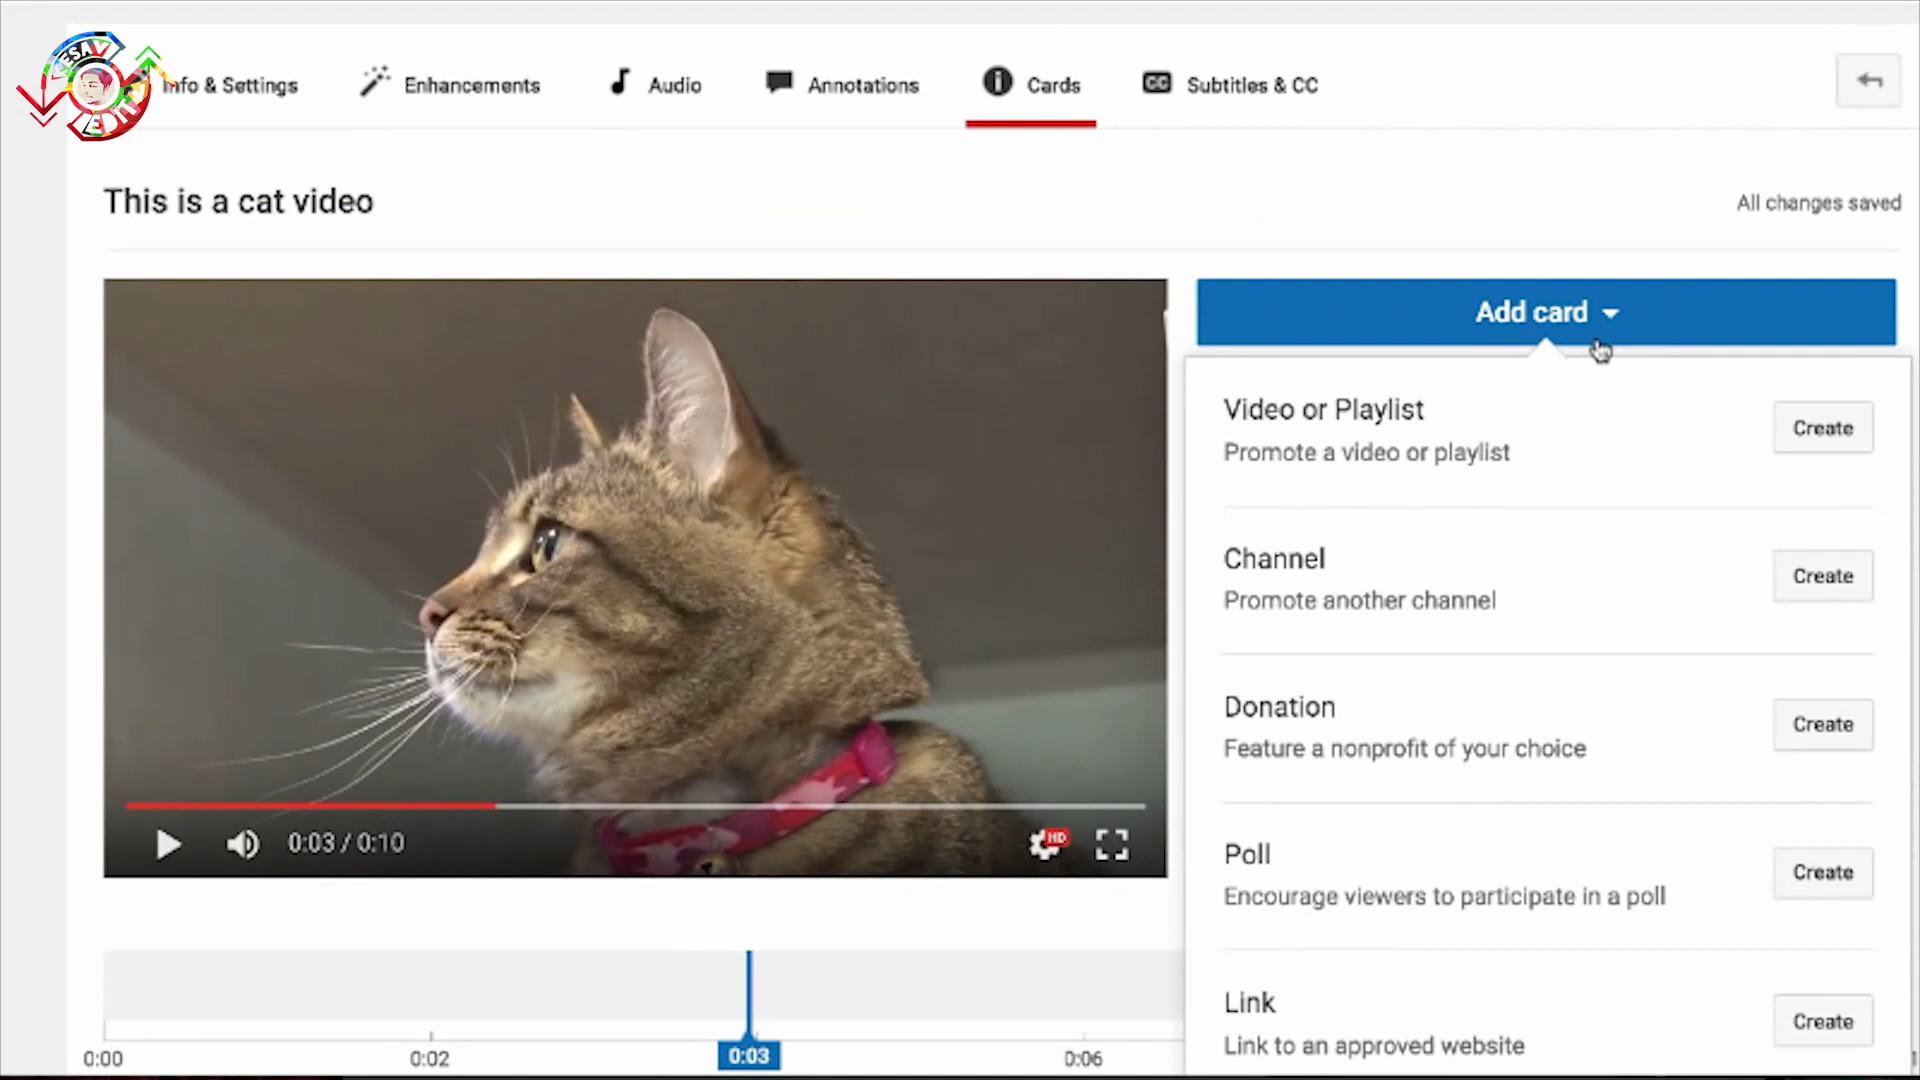 KESAV
EDITZ
Info & Settings
Enhancements
Audio
Annotations
Cards
CC
Subtitles & CC
This is a cat video
All changes saved
Add card
Video or Playlist
Promote a video or playlist
Create
Channel
Promote another channel
Create
Donation
Feature a nonprofit of your choice
Create
Poll
Encourage viewers to participate in a poll
Create
Link
Link to an approved website
Create
0:03 / 0:10
HD
0:00
0:02
0:03
0:06